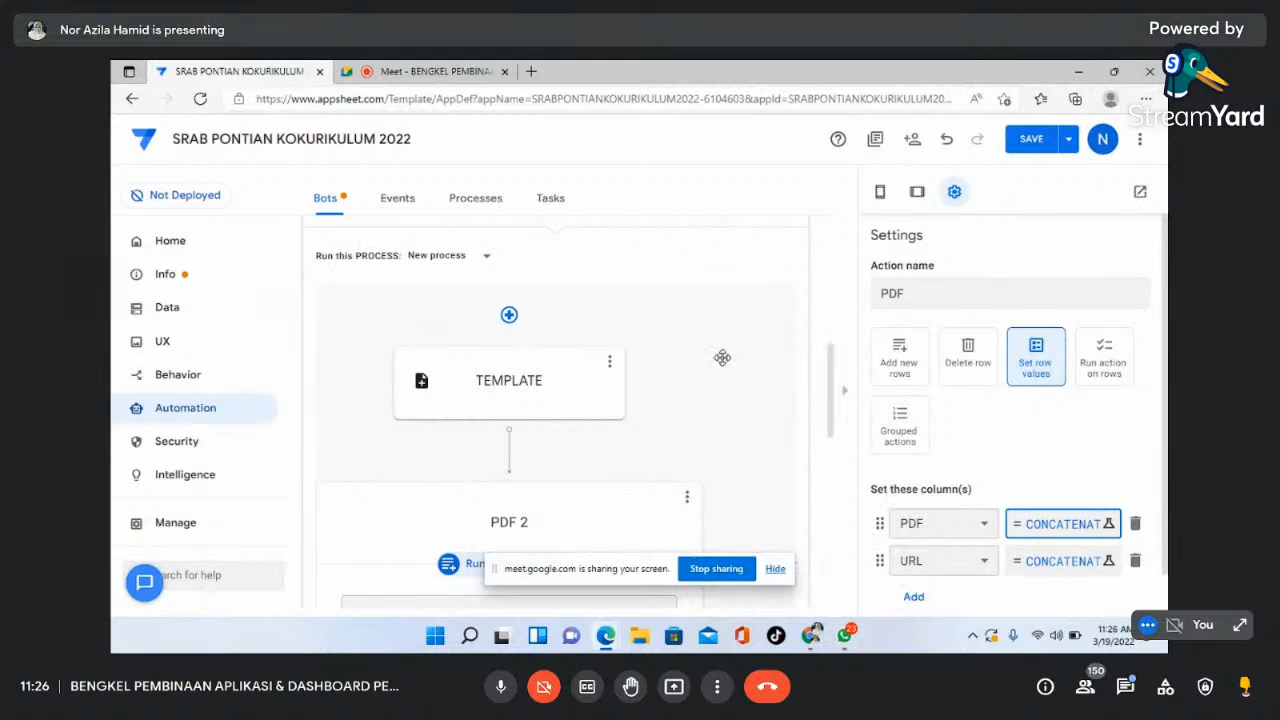 Nor Azila Hamid is presenting
Powered by
StreamYard
SRAB PONTIAN KOKURIKULUM
Meet - BENGKEL PEMBINA
https://www.appsheet.com/Template/AppDef?appName=SRABPONTIANKOKURIKULUM2022-6104603&appId=SRABPONTIANKOKURIKULUM20...
SRAB PONTIAN KOKURIKULUM 2022
SAVE
N
Not Deployed
Bots
Events
Processes
Tasks
Home
Info
Data
UX
Behavior
Automation
Security
Intelligence
Manage
earch for help
Run this PROCESS: New process
TEMPLATE
PDF 2
Run
meet.google.com is sharing your screen.
Stop sharing
Hide
Settings
Action name
PDF
Add new rows
Delete row
Set row values
Run action on rows
Grouped actions
Set these column(s)
PDF
= CONCATENAT
URL
= CONCATENAT
Add
23
11:26 AM
3/19/2022
You
11:26
BENGKEL PEMBINAAN APLIKASI & DASHBOARD PE...
150